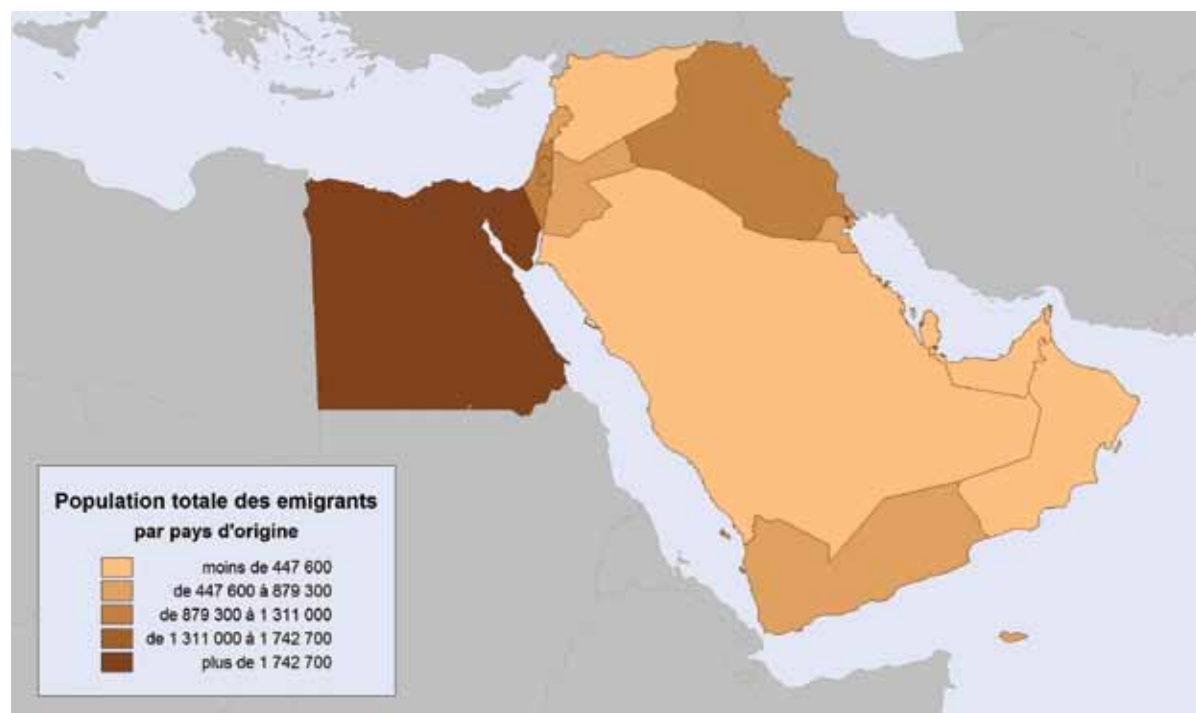 Population totale des emigrants
par pays d'origine
moins de 447 600
de 447 600 à 879 300
de 879 300 à 1 311 000
de 1 311 000 à 1 742 700
plus de 1 742 700